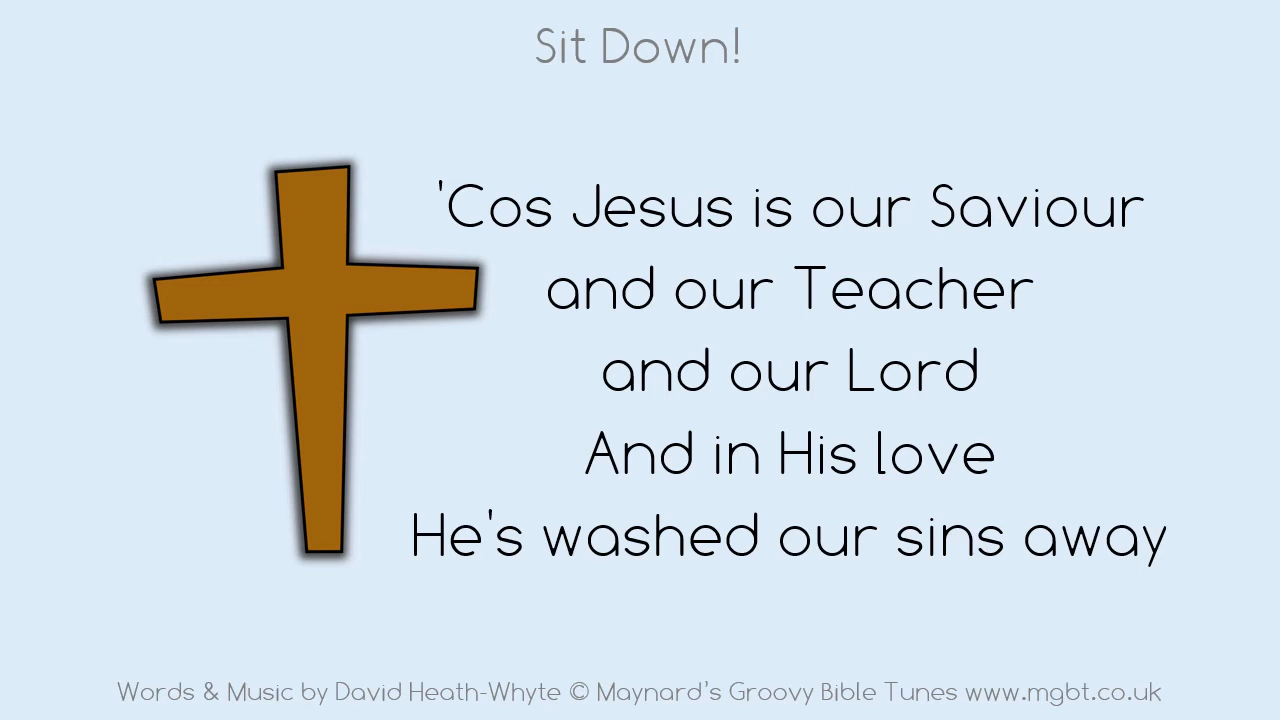 Sit Down!
'Cos Jesus is our Saviour
and our Teacher
and our Lord
And in His love
He's washed our sins away
Words & Music by David Heath-Whyte © Maynard's Groovy Bible Tunes www.mgbt.co.uk